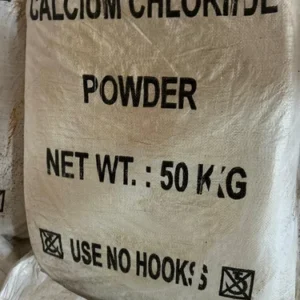 CALCIUM CHLORIDE
POWDER
NET WT. : 50 KG
USE NO HOOKS